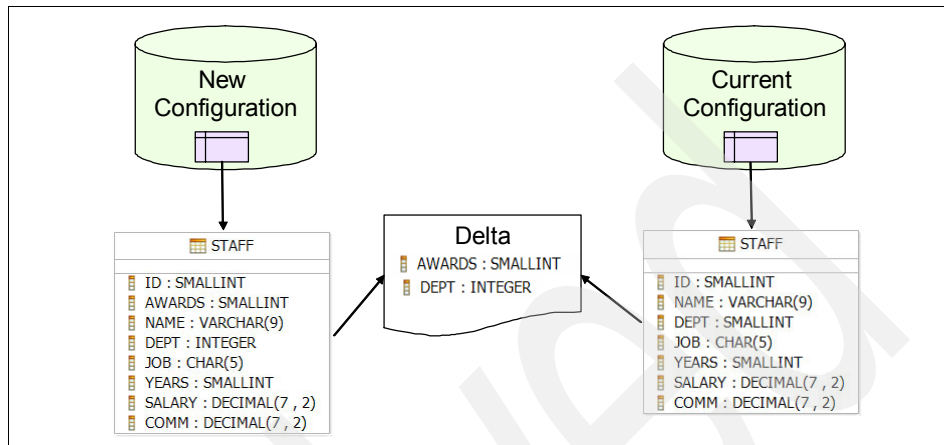 New
Configuration
Current
Configuration
STAFF
ID : SMALLINT
AWARDS : SMALLINT
NAME : VARCHAR(9)
DEPT : INTEGER
JOB : CHAR(5)
YEARS : SMALLINT
SALARY : DECIMAL(7 , 2)
COMM : DECIMAL(7 , 2)
Delta
AWARDS : SMALLINT
DEPT : INTEGER
STAFF
ID : SMALLINT
NAME : VARCHAR(9)
DEPT : SMALLINT
JOB : CHAR(5)
YEARS : SMALLINT
SALARY : DECIMAL(7 , 2)
COMM : DECIMAL(7 , 2)